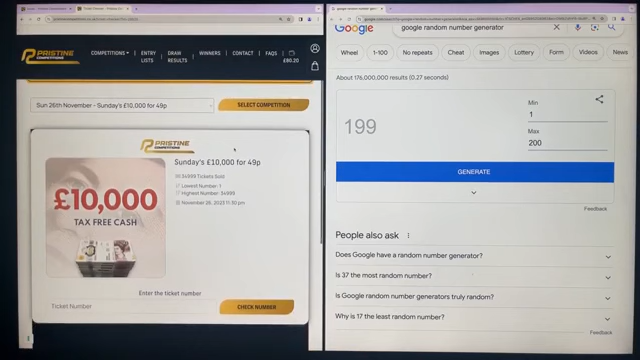 PRISTINE
COMPETITIONS
COMPETITIONS
ENTRY LISTS
DRAW RESULTS
WINNERS
CONTACT
FAQS
£80.20
Sun 26th November - Sunday's £10,000 for 49p
SELECT COMPETITION
PRISTINE
COMPETITIONS
£10,000
TAX FREE CASH
Sunday's £10,000 for 49p
34999 Tickets Sold
Lowest Number: 1
Highest Number: 34999
November 26, 2023 11:30 pm
Enter the ticket number
Ticket Number
CHECK NUMBER
Google
google random number generator
Wheel
1-100
No repeats
Cheat
Images
Lottery
Form
Videos
News
About 176,000,000 results (0.27 seconds)
199
Min
1
Max
200
GENERATE
Feedback
People also ask
Does Google have a random number generator?
Is 37 the most random number?
Is Google random number generators truly random?
Why is 17 the least random number?
Feedback